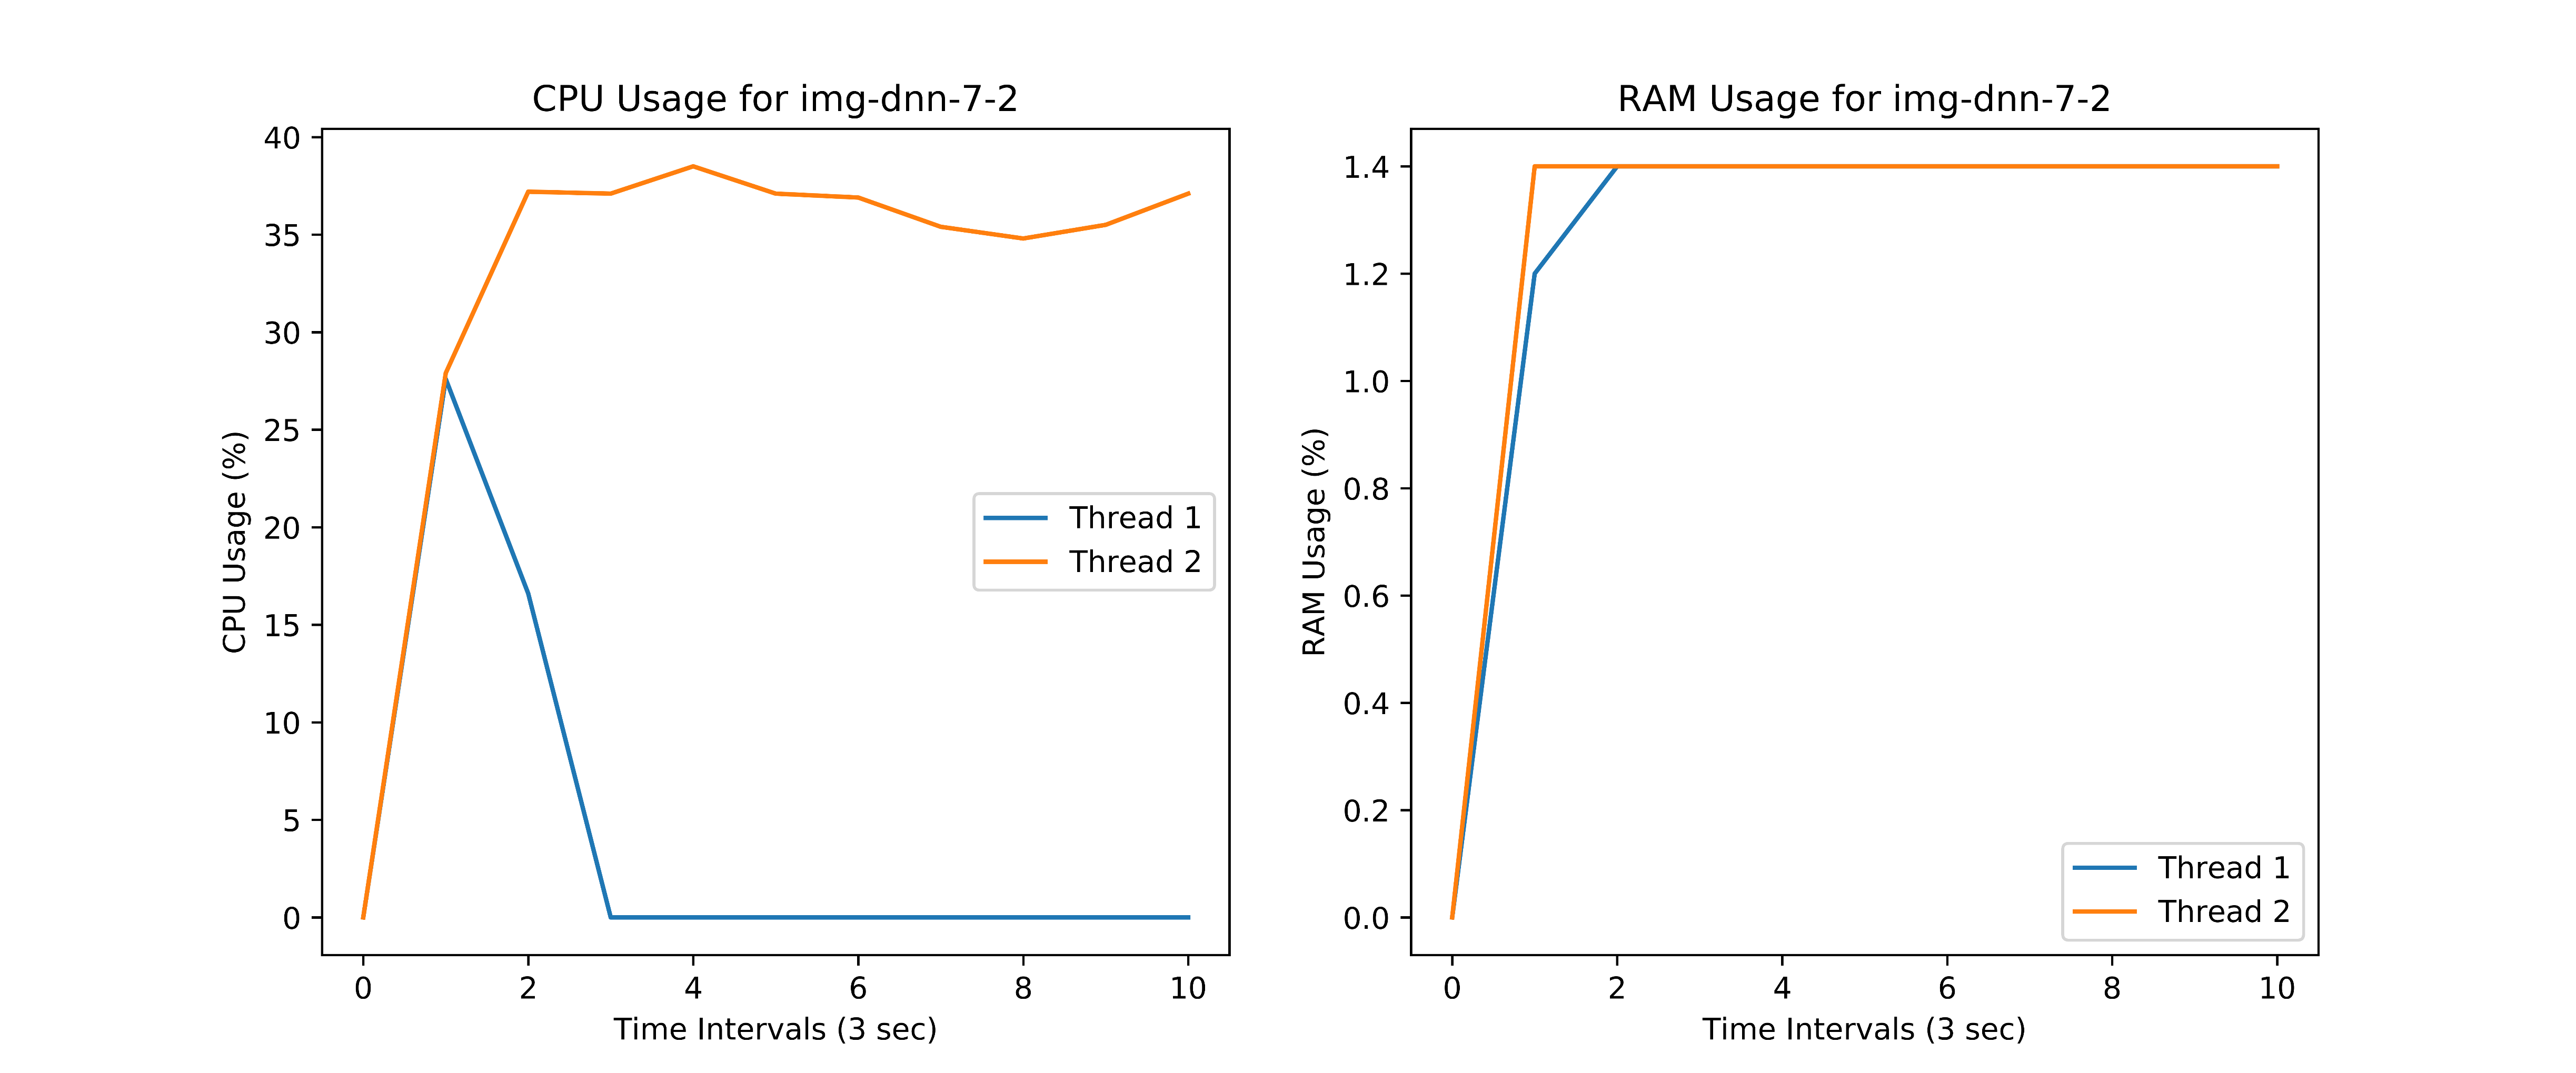 CPU Usage for img-dnn-7-2
CPU Usage (%)
40
35
30
25
20
15
10
5
0
0 2 4 6 8 10
Time Intervals (3 sec)
Thread 1
Thread 2
RAM Usage for img-dnn-7-2
RAM Usage (%)
1.4
1.2
1.0
0.8
0.6
0.4
0.2
0.0
0 2 4 6 8 10
Time Intervals (3 sec)
Thread 1
Thread 2